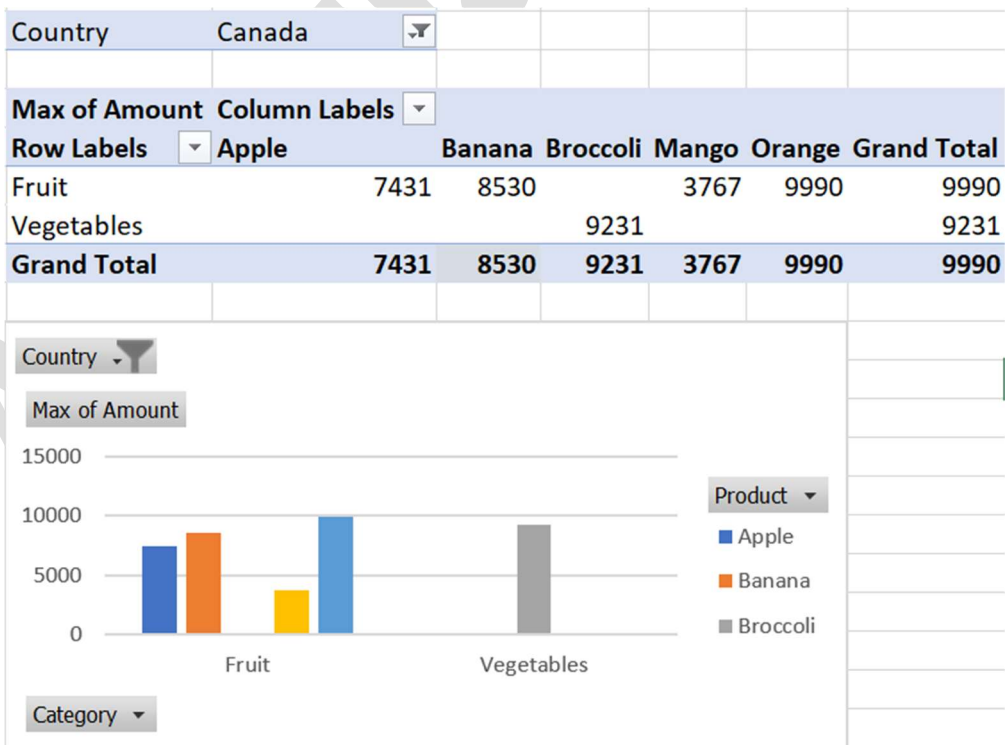 Country Canada
Max of Amount Column Labels
Row Labels Apple Banana Broccoli Mango Orange Grand Total
Fruit 7431 8530 3767 9990 9990
Vegetables 9231 9231
Grand Total 7431 8530 9231 3767 9990 9990
Country
Max of Amount
15000
10000
5000
0
Fruit Vegetables
Product
Apple
Banana
Broccoli
Category